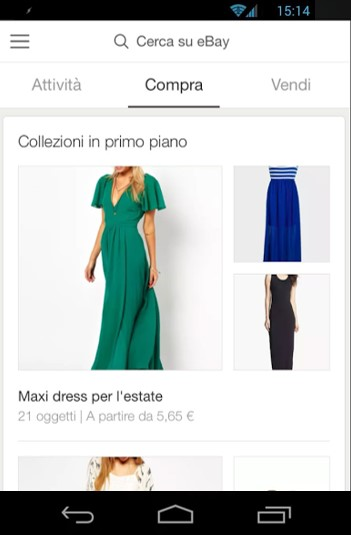 15:14
Cerca su eBay
Attività
Compra
Vendi
Collezioni in primo piano
Maxi dress per l'estate
21 oggetti | A partire da 5,65 €